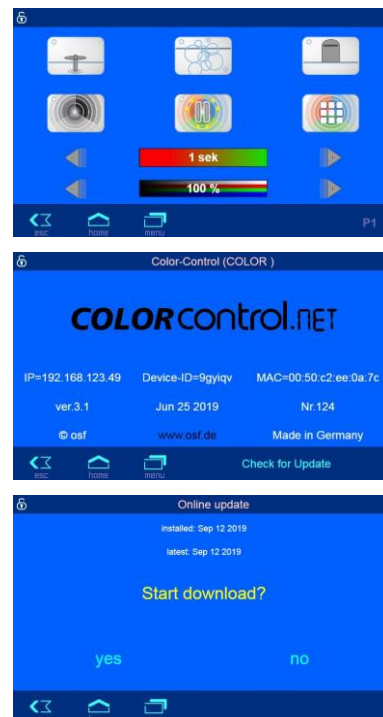 1 sek
100 %
esc home menu P1
Color-Control (COLOR )
COLORcontrol.NET
IP=192.168.123.49 Device-ID=9gyiqv MAC=00:50:c2:ee:0a:7c
ver.3.1 Jun 25 2019 Nr.124
© osf www.osf.de Made in Germany
esc home menu Check for Update
Online update
installed: Sep 12 2019
latest: Sep 12 2019
Start download?
yes no